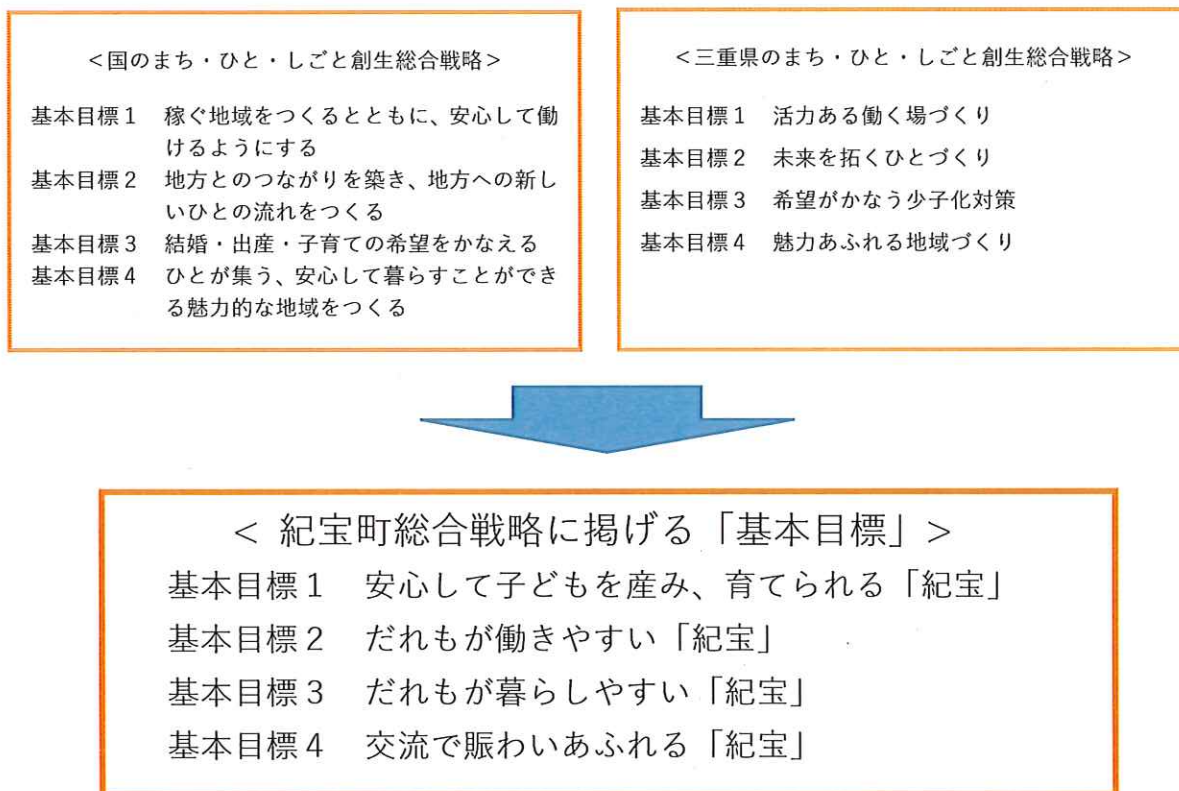 <国のまち・ひと・しごと創生総合戦略>
基本目標1 稼ぐ地域をつくるとともに、安心して働
けるようにする
基本目標2 地方とのつながりを築き、地方への新し
いひとの流れをつくる
基本目標3 結婚・出産・子育ての希望をかなえる
基本目標4 ひとが集う、安心して暮らすことができ
る魅力的な地域をつくる
<三重県のまち・ひと・しごと創生総合戦略>
基本目標1 活力ある働く場づくり
基本目標2 未来を拓くひとづくり
基本目標3 希望がかなう少子化対策
基本目標4 魅力あふれる地域づくり
< 紀宝町総合戦略に掲げる「基本目標」>
基本目標1 安心して子どもを産み、育てられる「紀宝」
基本目標2 だれもが働きやすい「紀宝」
基本目標3 だれもが暮らしやすい「紀宝」
基本目標4 交流で賑わいあふれる「紀宝」